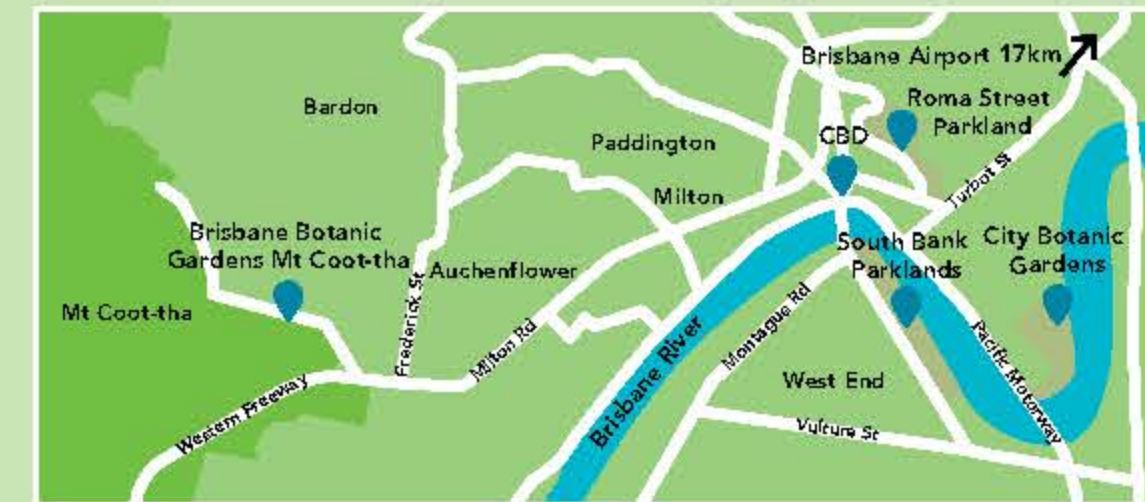 Brisbane Airport 17km
Bardon
Roma Street
Parkland
Paddington
CBD
Turbot St
Milton
Brisbane Botanic
Gardens Mt Coot-tha
South Bank
Parklands
City Botanic
Gardens
Auchenflower
Mt Coot-tha
Frederick St
Milton Rd
Brisbane River
Montague Rd
Pacific Motorway
West End
Western Freeway
Vulture St